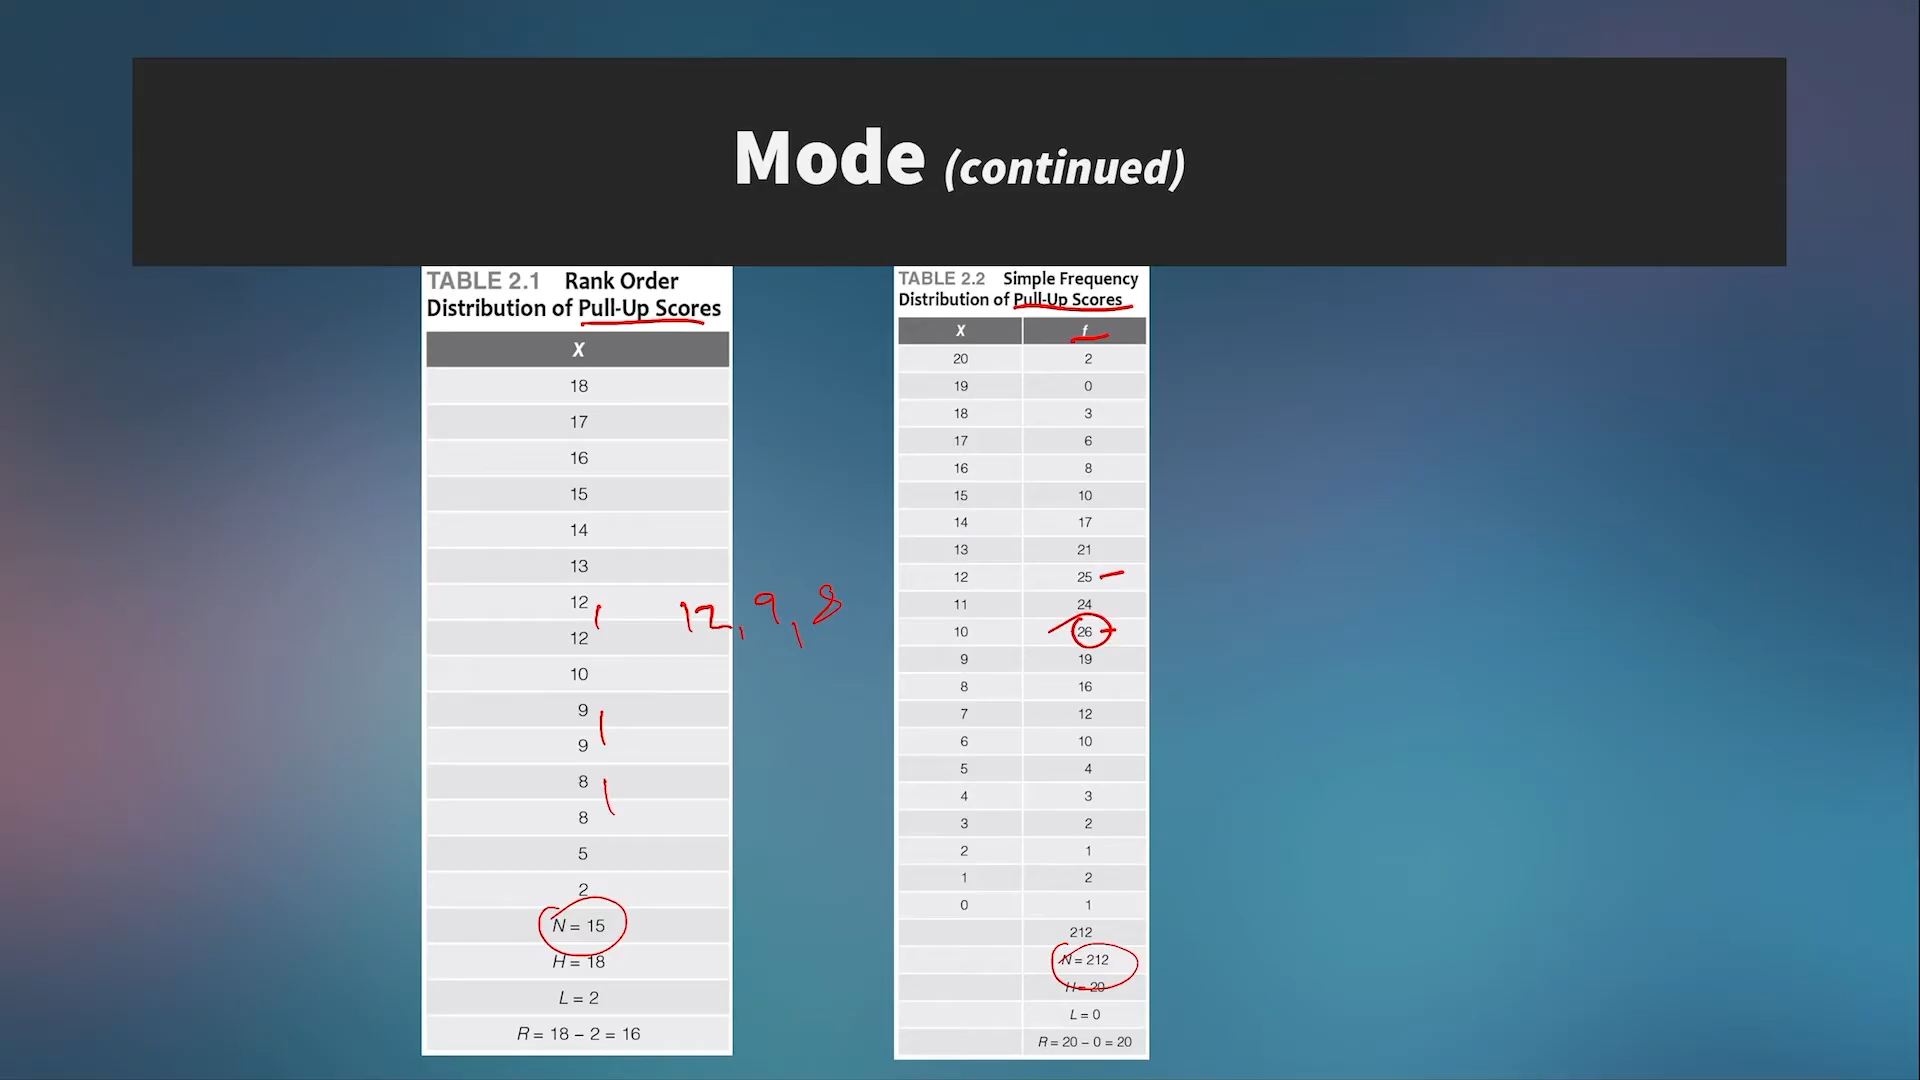 Mode (continued)
TABLE 2.1 Rank Order
Distribution of Pull-Up Scores
X
18
17
16
15
14
13
12
12
10
9
9
8
8
5
2
N = 15
H = 18
L = 2
R = 18 – 2 = 16
12, 9, 8
TABLE 2.2 Simple Frequency
Distribution of Pull-Up Scores
X f
20 2
19 0
18 3
17 6
16 8
15 10
14 17
13 21
12 25
11 24
10 26
9 19
8 16
7 12
6 10
5 4
4 3
3 2
2 1
1 2
0 1
212
N = 212
H = 20
L = 0
R = 20 – 0 = 20